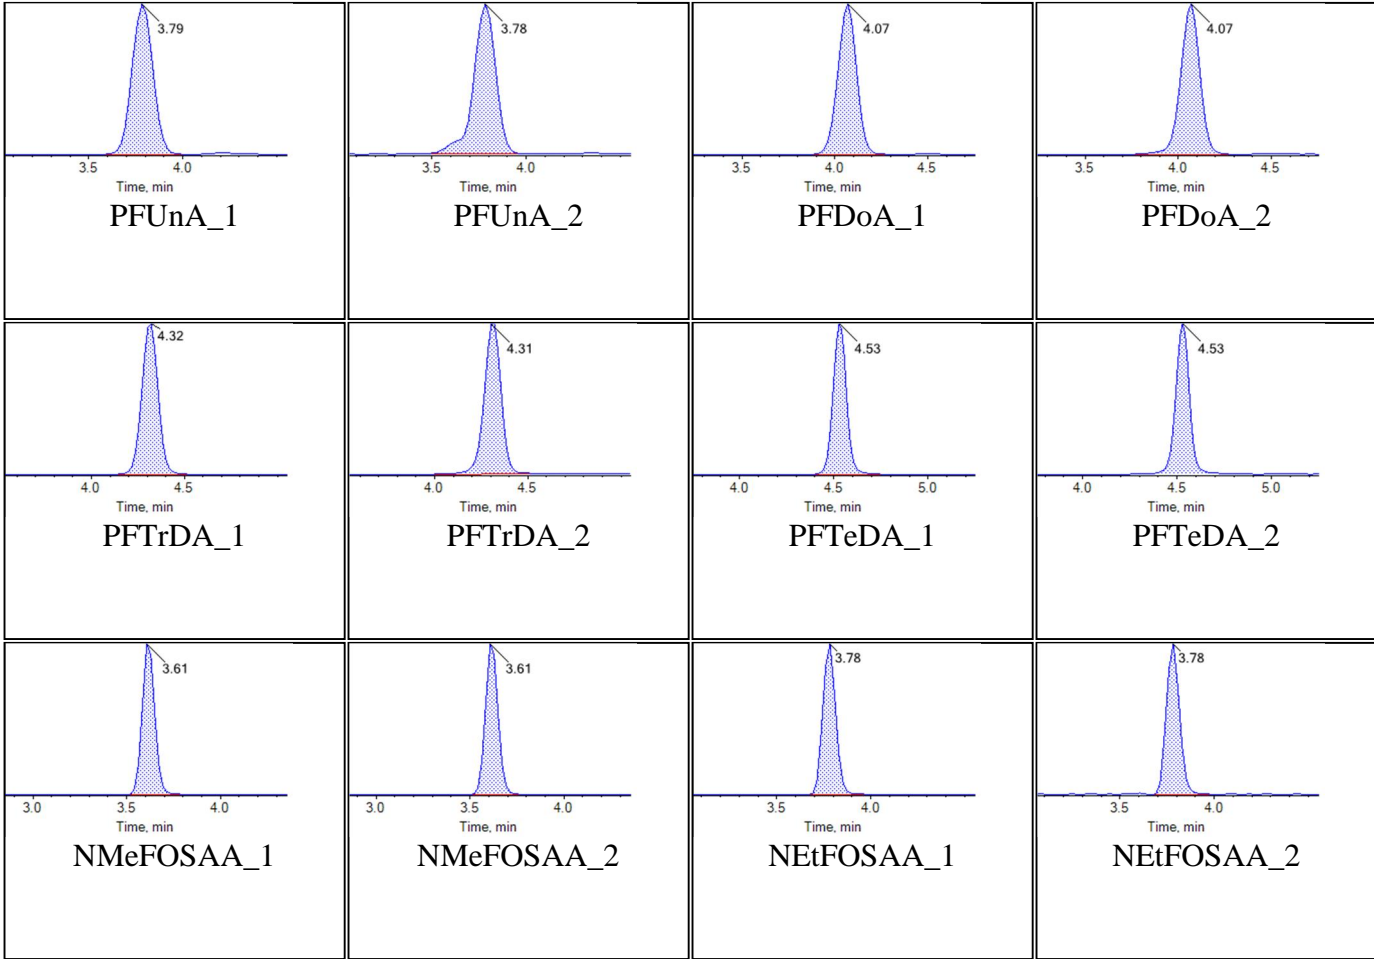 3.79
3.5 4.0
Time, min
PFUnA_1
3.78
3.5 4.0
Time, min
PFUnA_2
4.07
3.5 4.0 4.5
Time, min
PFDoA_1
4.07
3.5 4.0 4.5
Time, min
PFDoA_2
4.32
4.0 4.5
Time, min
PFTrDA_1
4.31
4.0 4.5
Time, min
PFTrDA_2
4.53
4.0 4.5 5.0
Time, min
PFTeDA_1
4.53
4.0 4.5 5.0
Time, min
PFTeDA_2
3.61
3.0 3.5 4.0
Time, min
NMeFOSAA_1
3.61
3.0 3.5 4.0
Time, min
NMeFOSAA_2
3.78
3.5 4.0
Time, min
NEtFOSAA_1
3.78
3.5 4.0
Time, min
NEtFOSAA_2